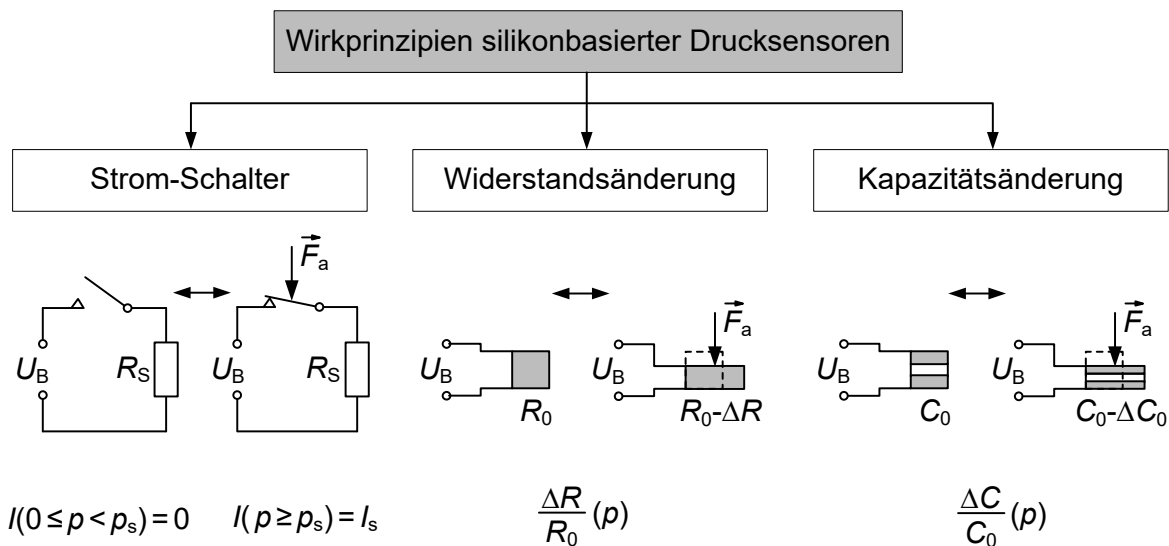 Wirkprinzipien silikonbasierter Drucksensoren
Strom-Schalter
Widerstandsänderung
Kapazitätsänderung
F⃗a
UB
RS
UB
RS
I(0 ≤ p < ps) = 0
I( p ≥ ps) = Is
UB
R0
F⃗a
UB
R0-ΔR
ΔR
R0
(p)
UB
C0
F⃗a
UB
C0-ΔC0
ΔC
C0
(p)